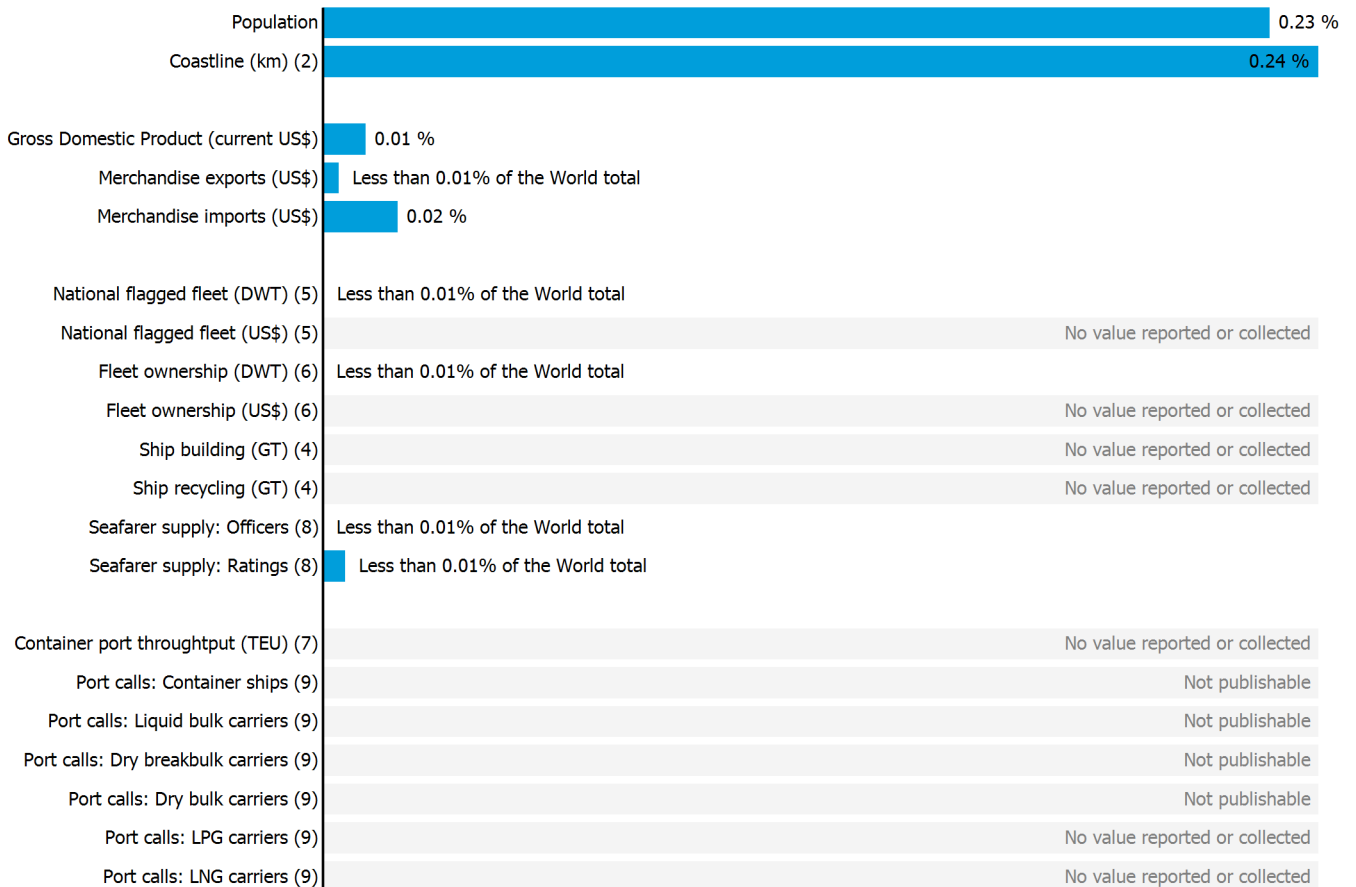 Population 0.23 %
Coastline (km) (2) 0.24 %
Gross Domestic Product (current US$) 0.01 %
Merchandise exports (US$) Less than 0.01% of the World total
Merchandise imports (US$) 0.02 %
National flagged fleet (DWT) (5) Less than 0.01% of the World total
National flagged fleet (US$) (5) No value reported or collected
Fleet ownership (DWT) (6) Less than 0.01% of the World total
Fleet ownership (US$) (6) No value reported or collected
Ship building (GT) (4) No value reported or collected
Ship recycling (GT) (4) No value reported or collected
Seafarer supply: Officers (8) Less than 0.01% of the World total
Seafarer supply: Ratings (8) Less than 0.01% of the World total
Container port throughtput (TEU) (7) No value reported or collected
Port calls: Container ships (9) Not publishable
Port calls: Liquid bulk carriers (9) Not publishable
Port calls: Dry breakbulk carriers (9) Not publishable
Port calls: Dry bulk carriers (9) Not publishable
Port calls: LPG carriers (9) No value reported or collected
Port calls: LNG carriers (9) No value reported or collected